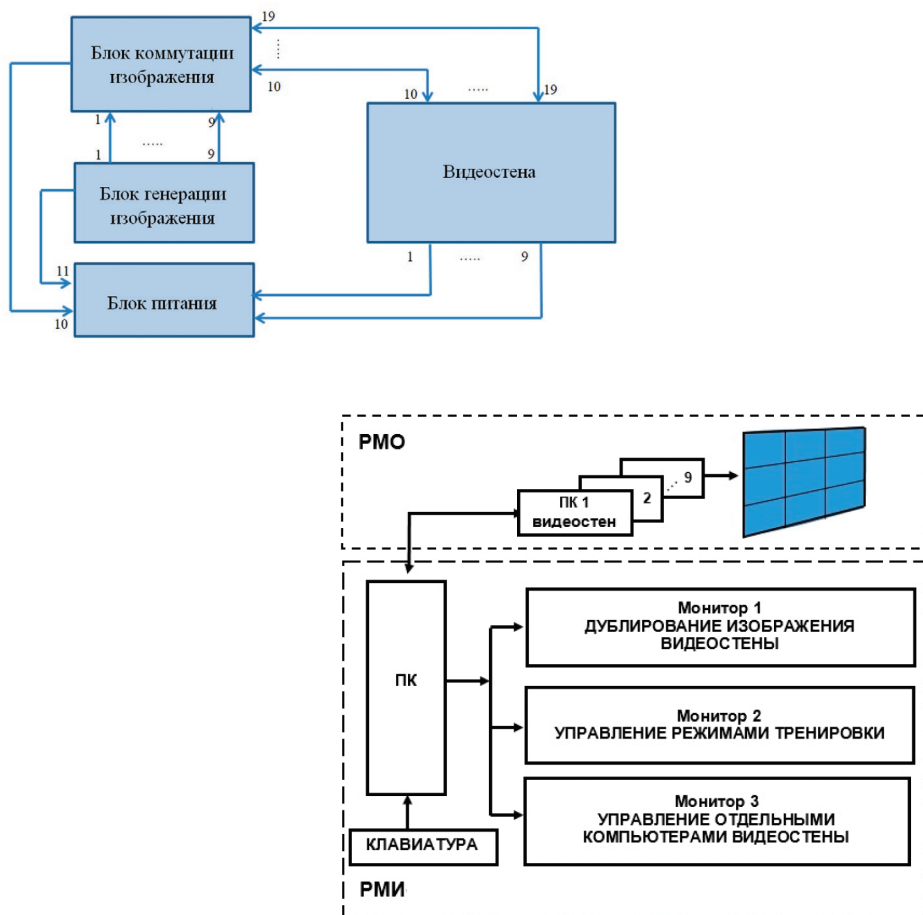 19
Блок коммутации
изображения
.....
10
10
.....
19
1
9
.....
1
9
Видеостена
Блок генерации
изображения
1
.....
9
11
Блок питания
10
РМО
... 9
2
ПК 1
видеостен
ПК
Монитор 1
ДУБЛИРОВАНИЕ ИЗОБРАЖЕНИЯ
ВИДЕОСТЕНЫ
Монитор 2
УПРАВЛЕНИЕ РЕЖИМАМИ ТРЕНИРОВКИ
Монитор 3
УПРАВЛЕНИЕ ОТДЕЛЬНЫМИ
КОМПЬЮТЕРАМИ ВИДЕОСТЕНЫ
КЛАВИАТУРА
РМИ